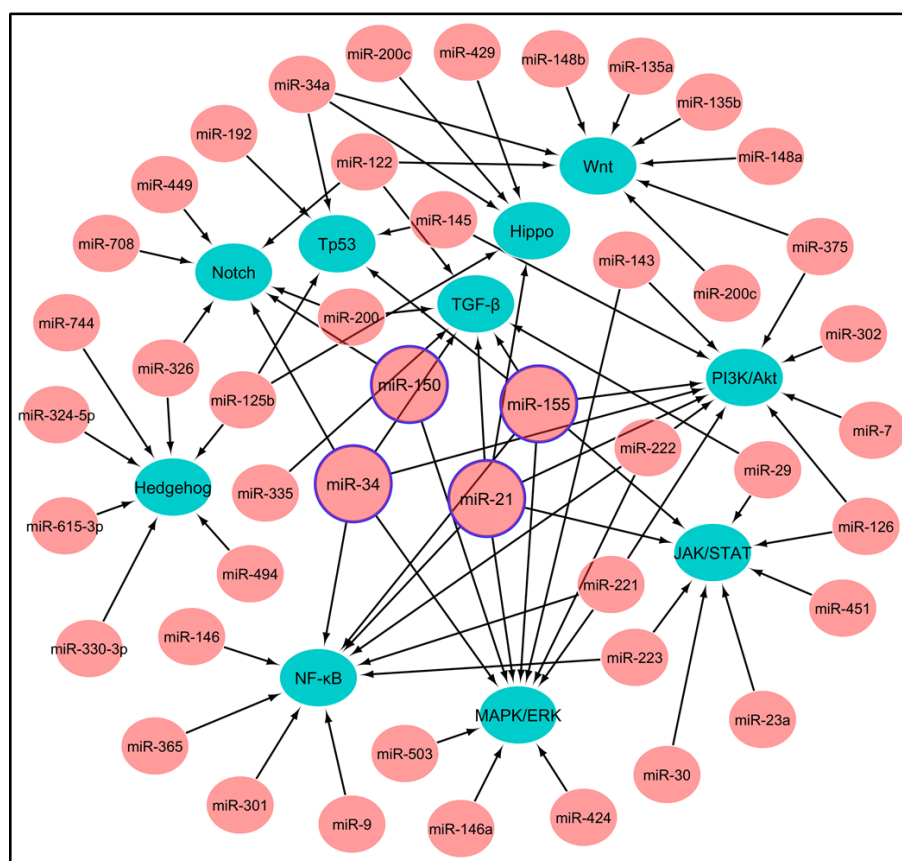 miR-200c
miR-429
miR-148b
miR-135a
miR-34a
miR-135b
miR-192
miR-122
Wnt
miR-148a
miR-449
miR-145
Hippo
miR-708
Tp53
miR-375
Notch
miR-143
TGF-β
miR-200c
miR-744
miR-200
miR-302
miR-326
PI3K/Akt
miR-150
miR-125b
miR-155
miR-324-5p
miR-7
miR-222
Hedgehog
miR-335
miR-34
miR-29
miR-21
miR-615-3p
miR-126
miR-494
JAK/STAT
miR-221
miR-451
miR-330-3p
miR-146
miR-223
NF-κB
MAPK/ERK
miR-23a
miR-365
miR-503
miR-30
miR-301
miR-9
miR-146a
miR-424